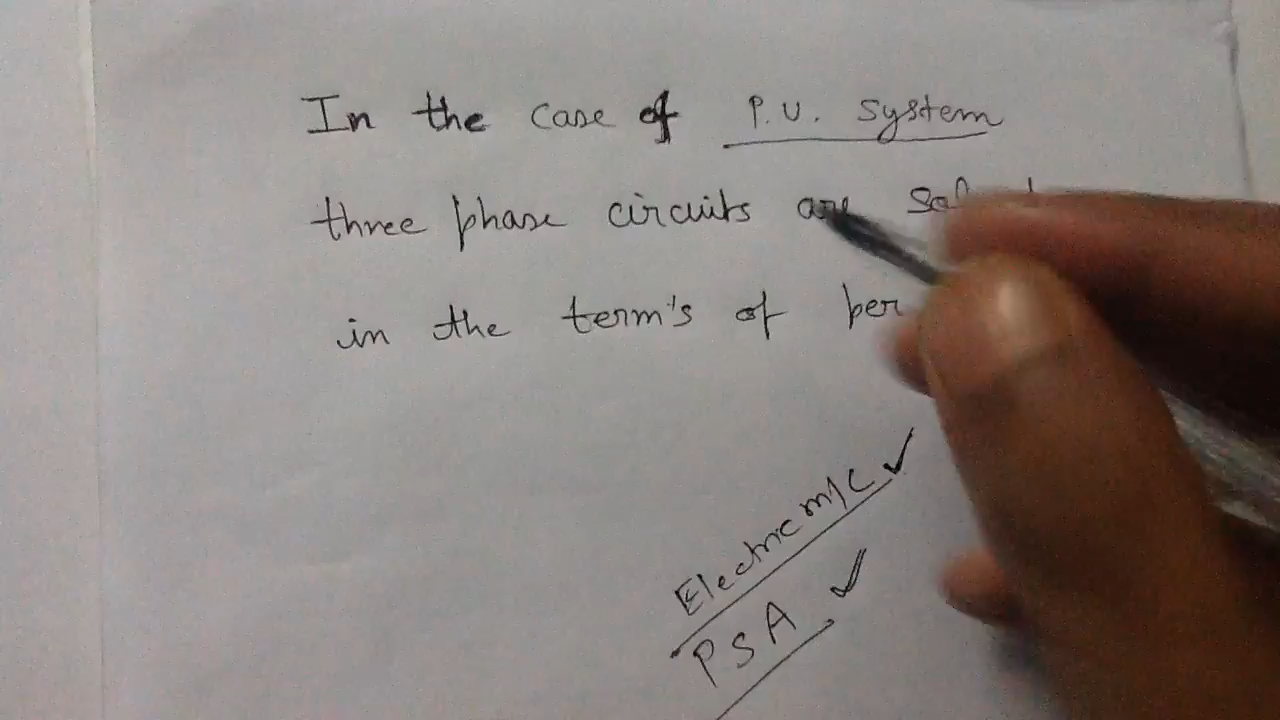 In the case of P.U. system
three phase circuits are
in the term's of per
Electric m/c ✓
PSA ✓